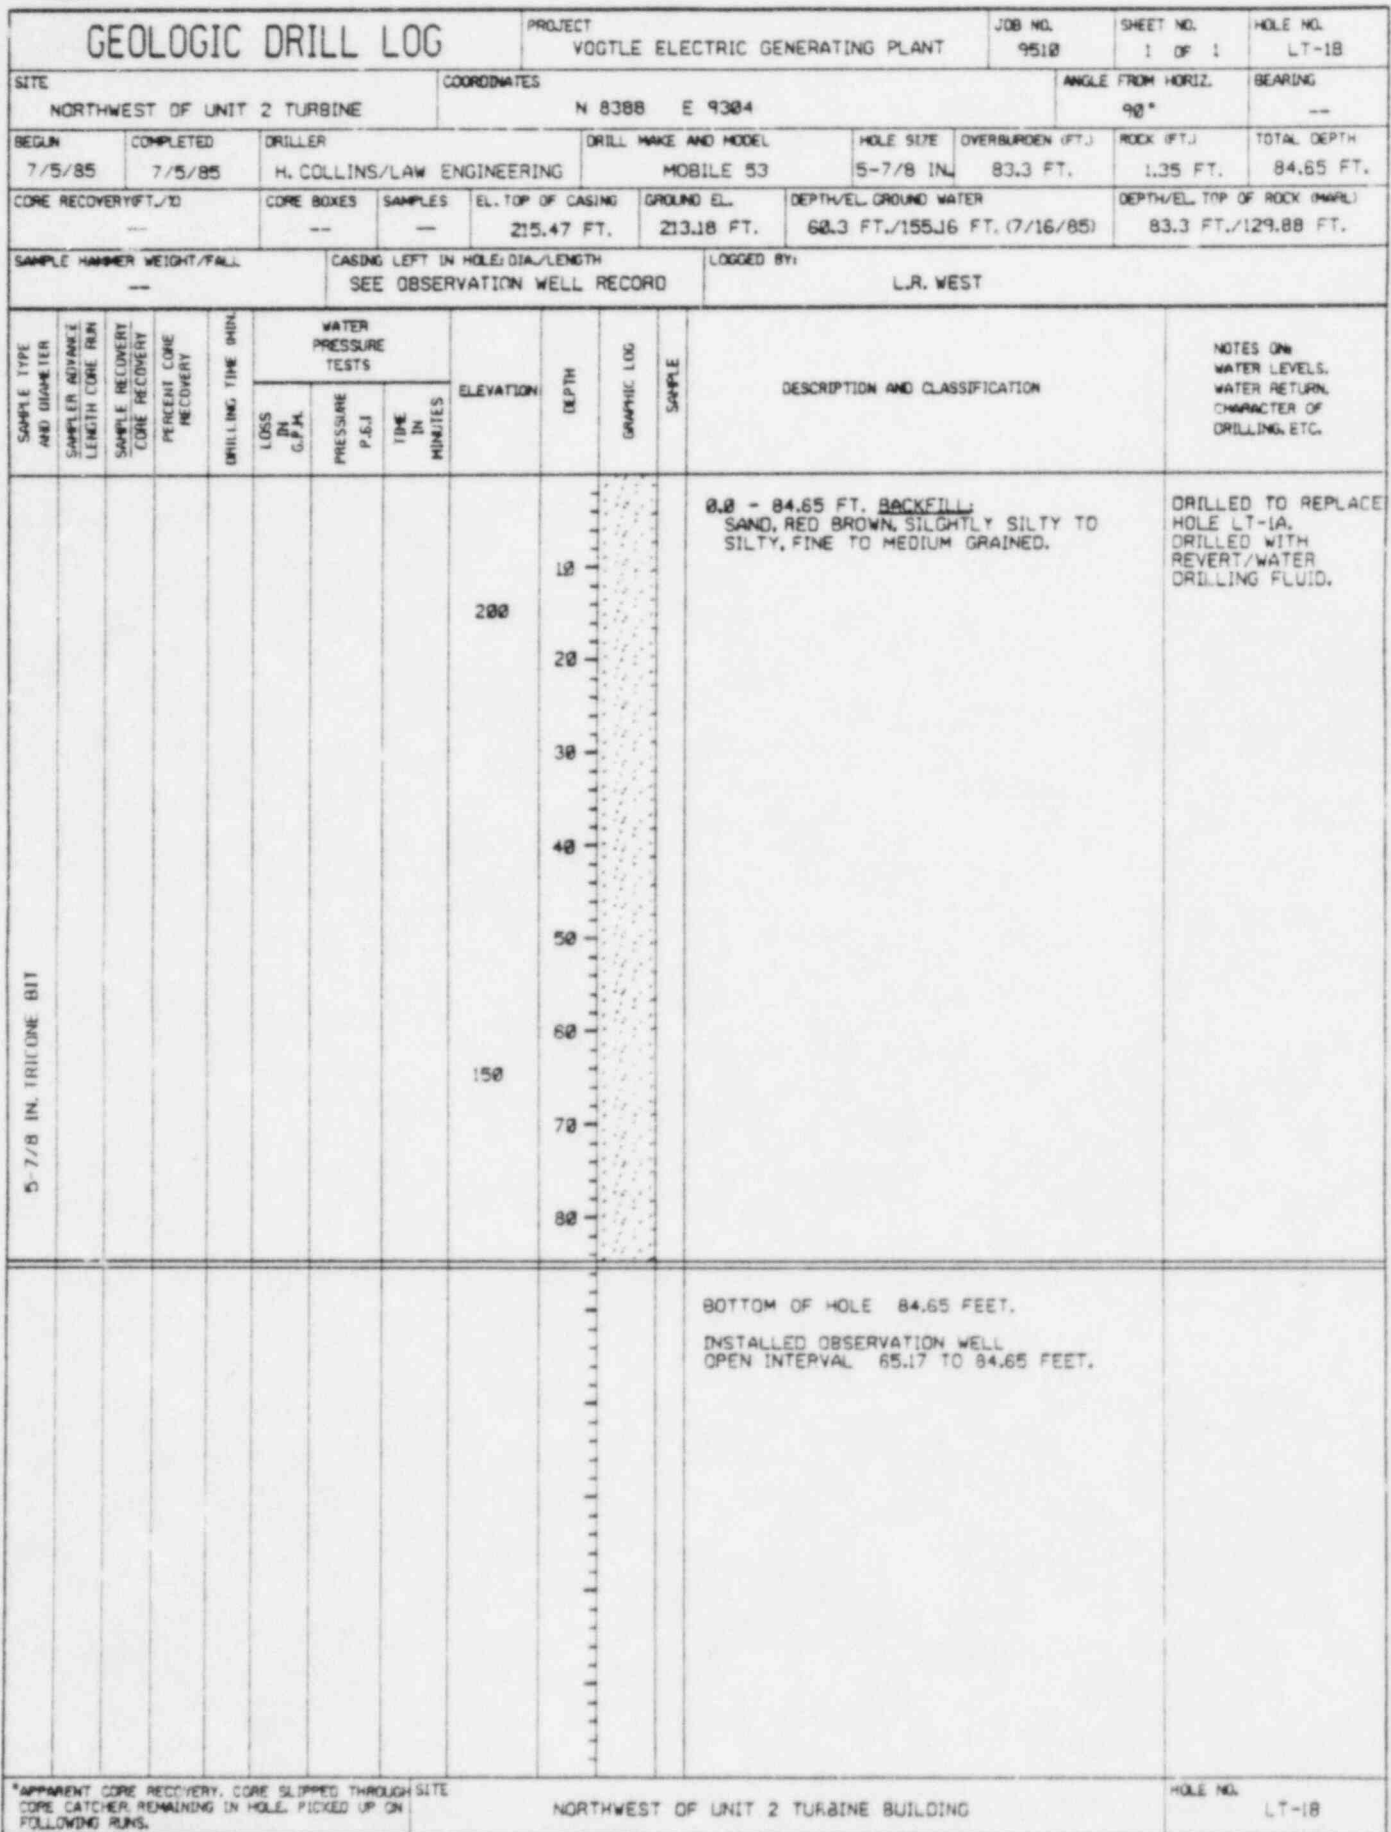 GEOLOGIC DRILL LOG
PROJECT
VOGTLE ELECTRIC GENERATING PLANT
JOB NO.
9510
SHEET NO.
1 OF 1
HOLE NO.
LT-1B
SITE
NORTHWEST OF UNIT 2 TURBINE
COORDINATES
N 8388 E 9304
ANGLE FROM HORIZ.
90°
BEARING
--
BEGUN
7/5/85
COMPLETED
7/5/85
DRILLER
H. COLLINS/LAW ENGINEERING
DRILL MAKE AND MODEL
MOBILE 53
HOLE SIZE
5-7/8 IN.
OVERBURDEN (FT.)
83.3 FT.
ROCK (FT.)
1.35 FT.
TOTAL DEPTH
84.65 FT.
CORE RECOVERY(FT./%)
--
CORE BOXES
--
SAMPLES
--
EL. TOP OF CASING
215.47 FT.
GROUND EL.
213.18 FT.
DEPTH/EL. GROUND WATER
60.3 FT./155.16 FT. (7/16/85)
DEPTH/EL. TOP OF ROCK (MARL)
83.3 FT./129.88 FT.
SAMPLE HAMMER WEIGHT/FALL
--
CASING LEFT IN HOLE: DIA./LENGTH
SEE OBSERVATION WELL RECORD
LOGGED BY:
L.R. WEST
SAMPLE TYPE
AND DIAMETER
SAMPLER ADVANCE
LENGTH CORE RUN
SAMPLE RECOVERY
CORE RECOVERY
PERCENT CORE
RECOVERY
DRILLING TIME (MIN.)
WATER
PRESSURE
TESTS
LOSS
IN
G.P.M.
PRESSURE
P.S.I
TIME
IN
MINUTES
ELEVATION
DEPTH
GRAPHIC LOG
SAMPLE
DESCRIPTION AND CLASSIFICATION
NOTES ON:
WATER LEVELS.
WATER RETURN.
CHARACTER OF
DRILLING, ETC.
5-7/8 IN. TRICONE BIT
200
150
10
20
30
40
50
60
70
80
0.0 - 84.65 FT. BACKFILL:
SAND, RED BROWN, SILGHTLY SILTY TO
SILTY, FINE TO MEDIUM GRAINED.
DRILLED TO REPLACE
HOLE LT-1A.
DRILLED WITH
REVERT/WATER
DRILLING FLUID.
BOTTOM OF HOLE 84.65 FEET.
INSTALLED OBSERVATION WELL
OPEN INTERVAL 65.17 TO 84.65 FEET.
*APPARENT CORE RECOVERY. CORE SLIPPED THROUGH
CORE CATCHER, REMAINING IN HOLE. PICKED UP ON
FOLLOWING RUNS.
SITE
NORTHWEST OF UNIT 2 TURBINE BUILDING
HOLE NO.
LT-1B